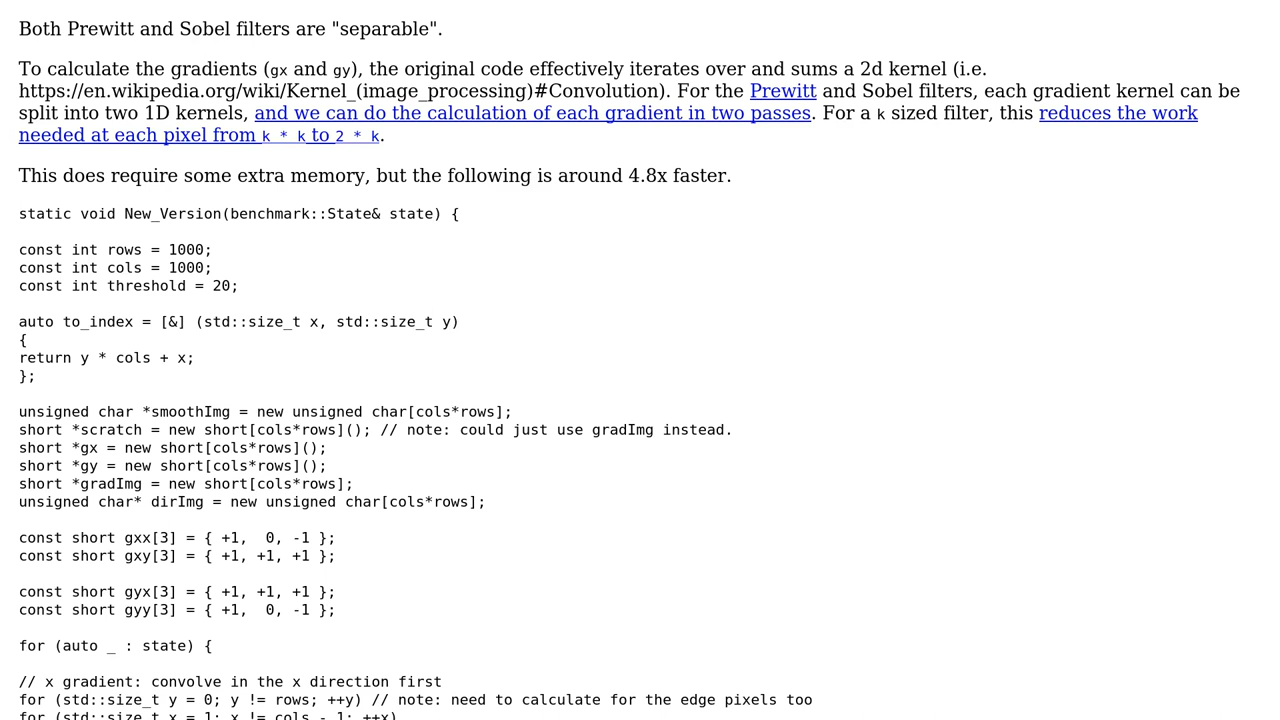 Both Prewitt and Sobel filters are "separable".
To calculate the gradients (gx and gy), the original code effectively iterates over and sums a 2d kernel (i.e.
https://en.wikipedia.org/wiki/Kernel_(image_processing)#Convolution). For the Prewitt and Sobel filters, each gradient kernel can be
split into two 1D kernels, and we can do the calculation of each gradient in two passes. For a k sized filter, this reduces the work
needed at each pixel from k * k to 2 * k.
This does require some extra memory, but the following is around 4.8x faster.
static void New_Version(benchmark::State& state) {
const int rows = 1000;
const int cols = 1000;
const int threshold = 20;
auto to_index = [&] (std::size_t x, std::size_t y)
{
return y * cols + x;
};
unsigned char *smoothImg = new unsigned char[cols*rows];
short *scratch = new short[cols*rows](); // note: could just use gradImg instead.
short *gx = new short[cols*rows]();
short *gy = new short[cols*rows]();
short *gradImg = new short[cols*rows];
unsigned char* dirImg = new unsigned char[cols*rows];
const short gxx[3] = { +1,  0, -1 };
const short gxy[3] = { +1, +1, +1 };
const short gyx[3] = { +1, +1, +1 };
const short gyy[3] = { +1,  0, -1 };
for (auto _ : state) {
// x gradient: convolve in the x direction first
for (std::size_t y = 0; y != rows; ++y) // note: need to calculate for the edge pixels too
for (std::size_t x = 1; x != cols - 1; ++x)